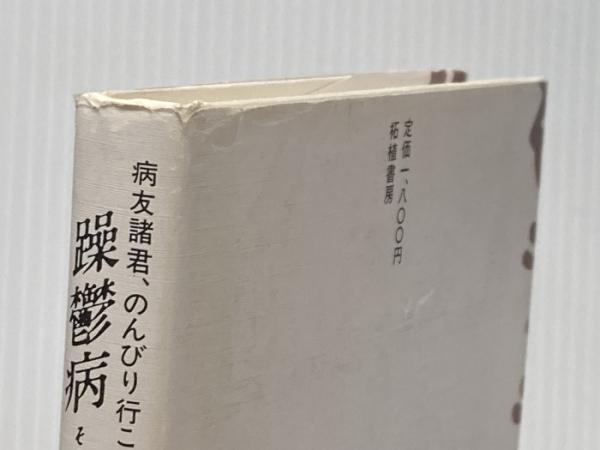 病友諸君、のんびり行こ
躁鬱病 そ
定価一、八〇〇円
柘植書房